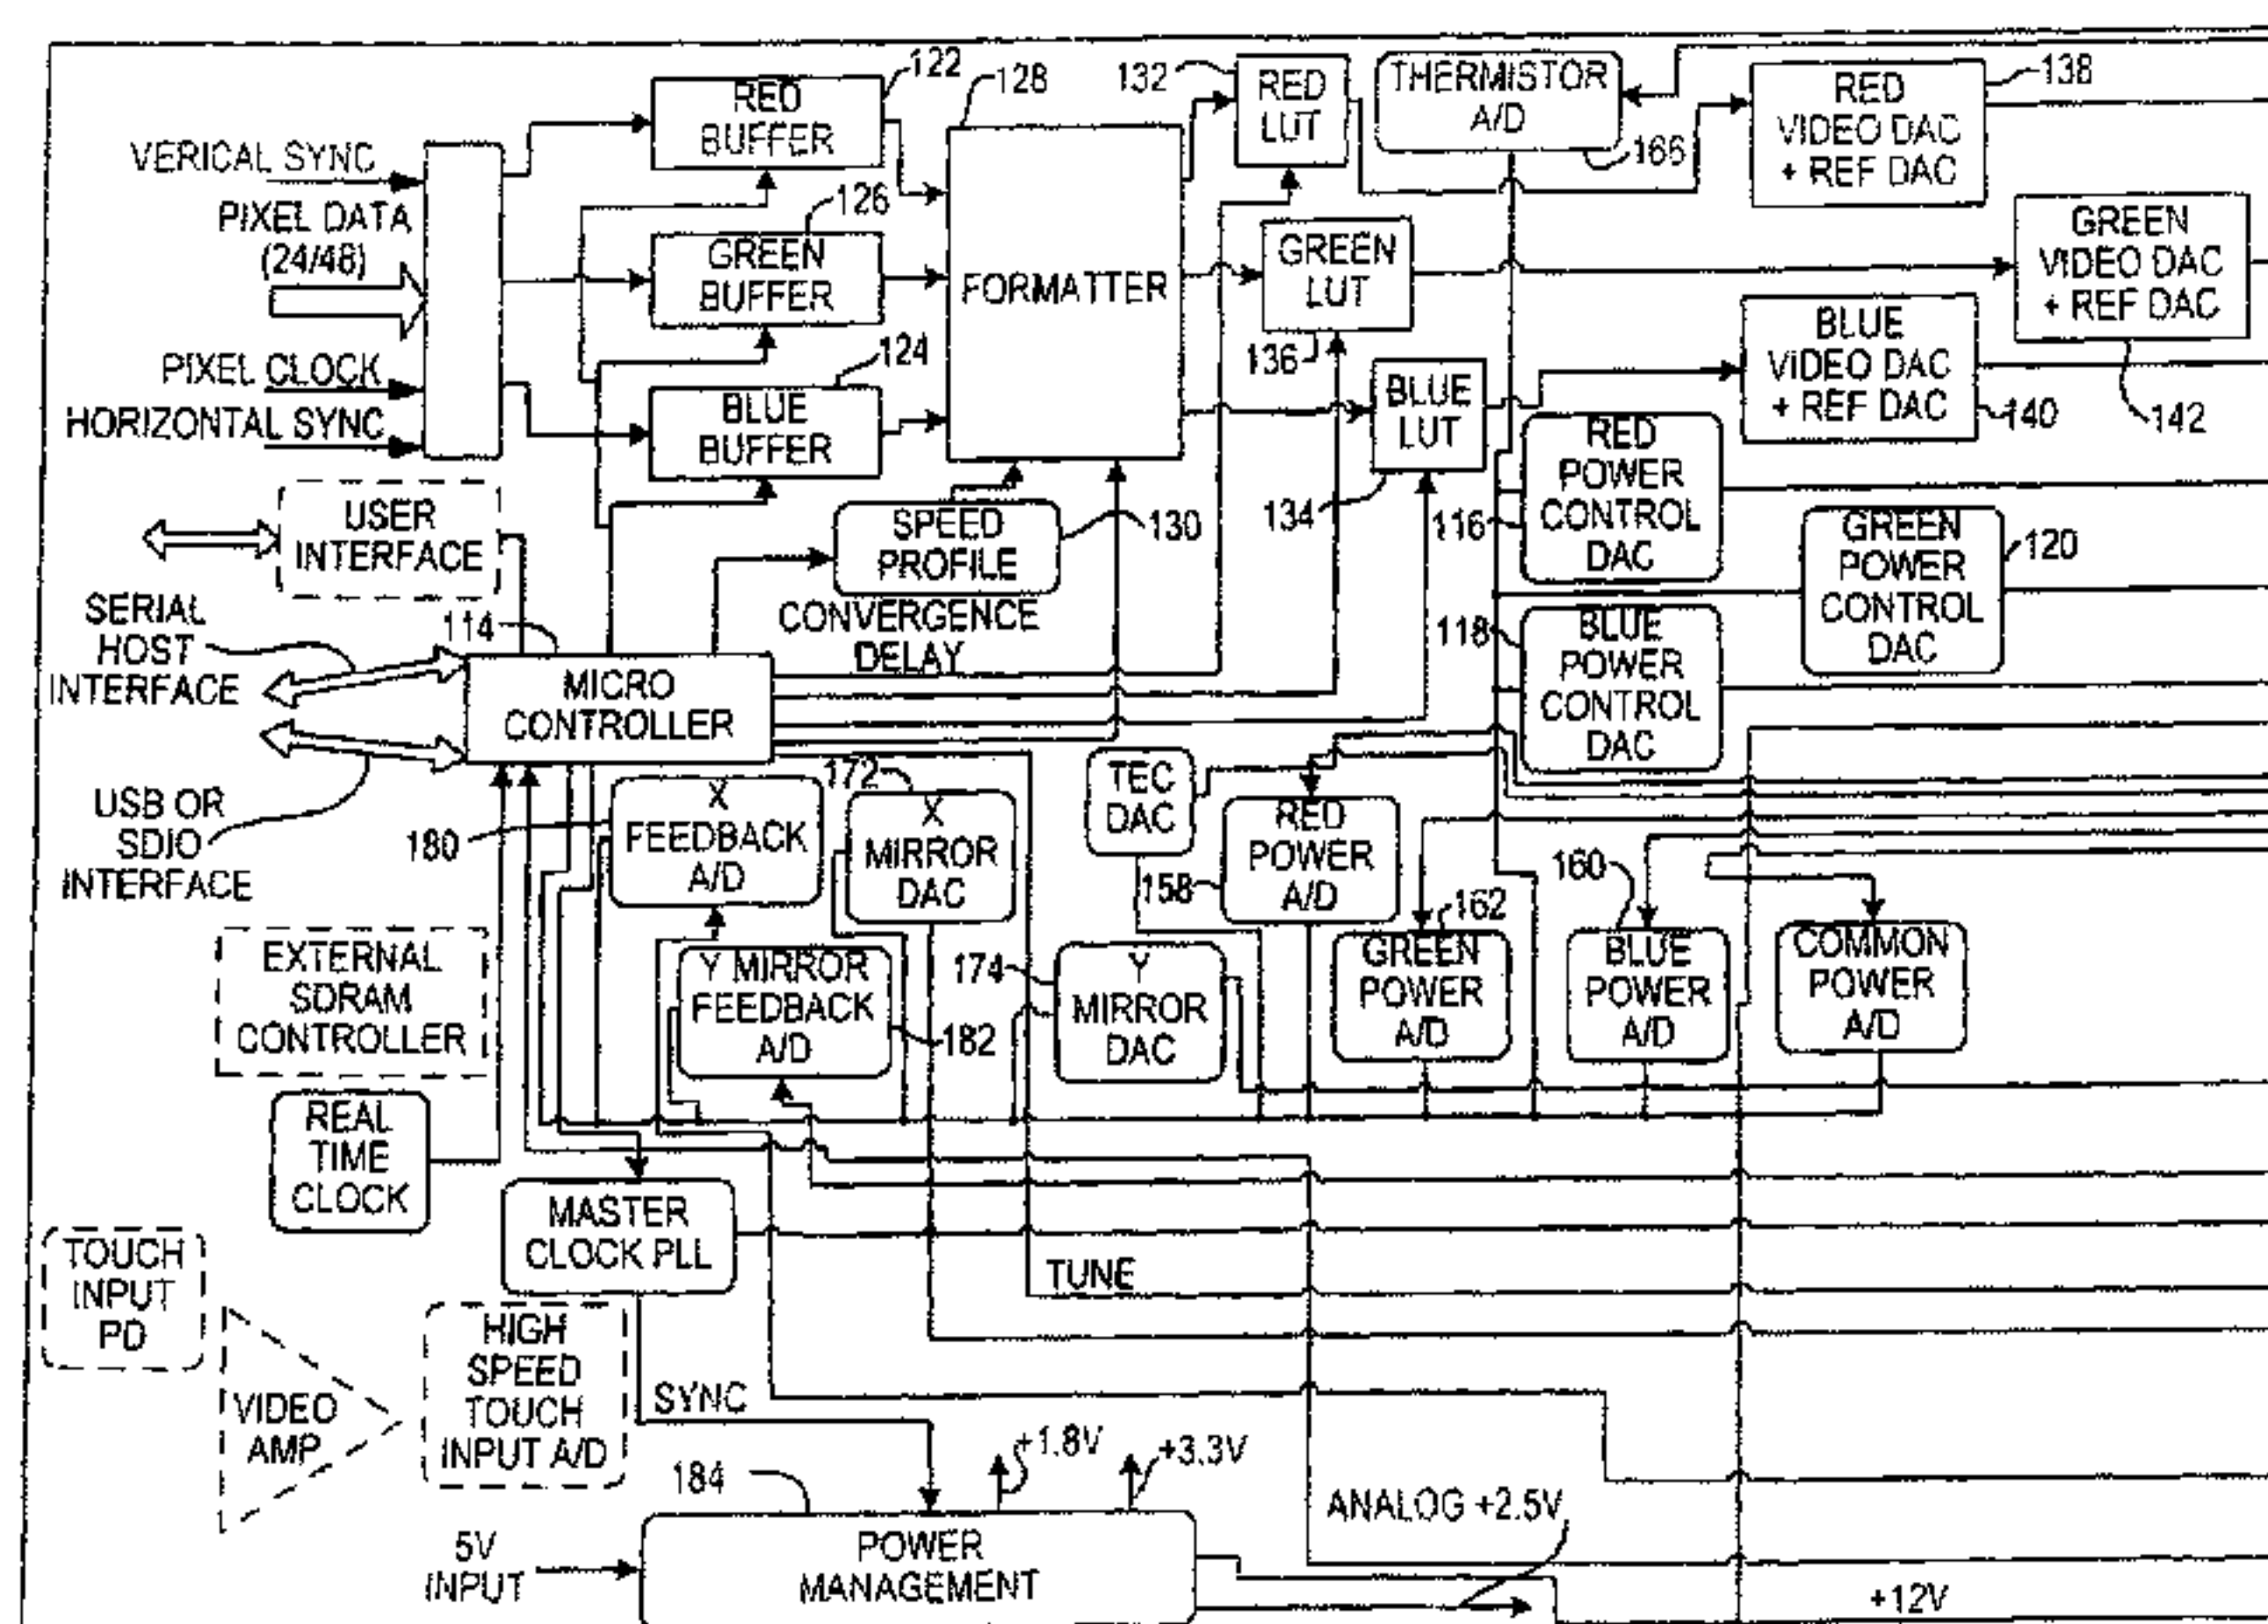 RED
BUFFER
122
128
132
RED
LUT
THERMISTOR
A/D
166
RED
VIDEO DAC
+ REF DAC
138
VERICAL SYNC
PIXEL DATA
(24/48)
PIXEL CLOCK
HORIZONTAL SYNC
126
GREEN
BUFFER
124
BLUE
BUFFER
FORMATTER
GREEN
LUT
136
BLUE
LUT
134
GREEN
VIDEO DAC
+ REF DAC
142
BLUE
VIDEO DAC
+ REF DAC
140
USER
INTERFACE
SPEED
PROFILE
130
CONVERGENCE
DELAY
116
RED
POWER
CONTROL
DAC
GREEN
POWER
CONTROL
DAC
120
118
BLUE
POWER
CONTROL
DAC
SERIAL
HOST
INTERFACE
114
MICRO
CONTROLLER
USB OR
SDIO
INTERFACE
180
X
FEEDBACK
A/D
172
X
MIRROR
DAC
TEC
DAC
RED
POWER
A/D
158
160
162
EXTERNAL
SDRAM
CONTROLLER
Y MIRROR
FEEDBACK
A/D
182
174
Y
MIRROR
DAC
GREEN
POWER
A/D
BLUE
POWER
A/D
COMMON
POWER
A/D
REAL
TIME
CLOCK
MASTER
CLOCK PLL
TUNE
TOUCH
INPUT
PD
VIDEO
AMP
HIGH
SPEED
TOUCH
INPUT A/D
SYNC
+1.8V
+3.3V
184
ANALOG +2.5V
5V
INPUT
POWER
MANAGEMENT
+12V